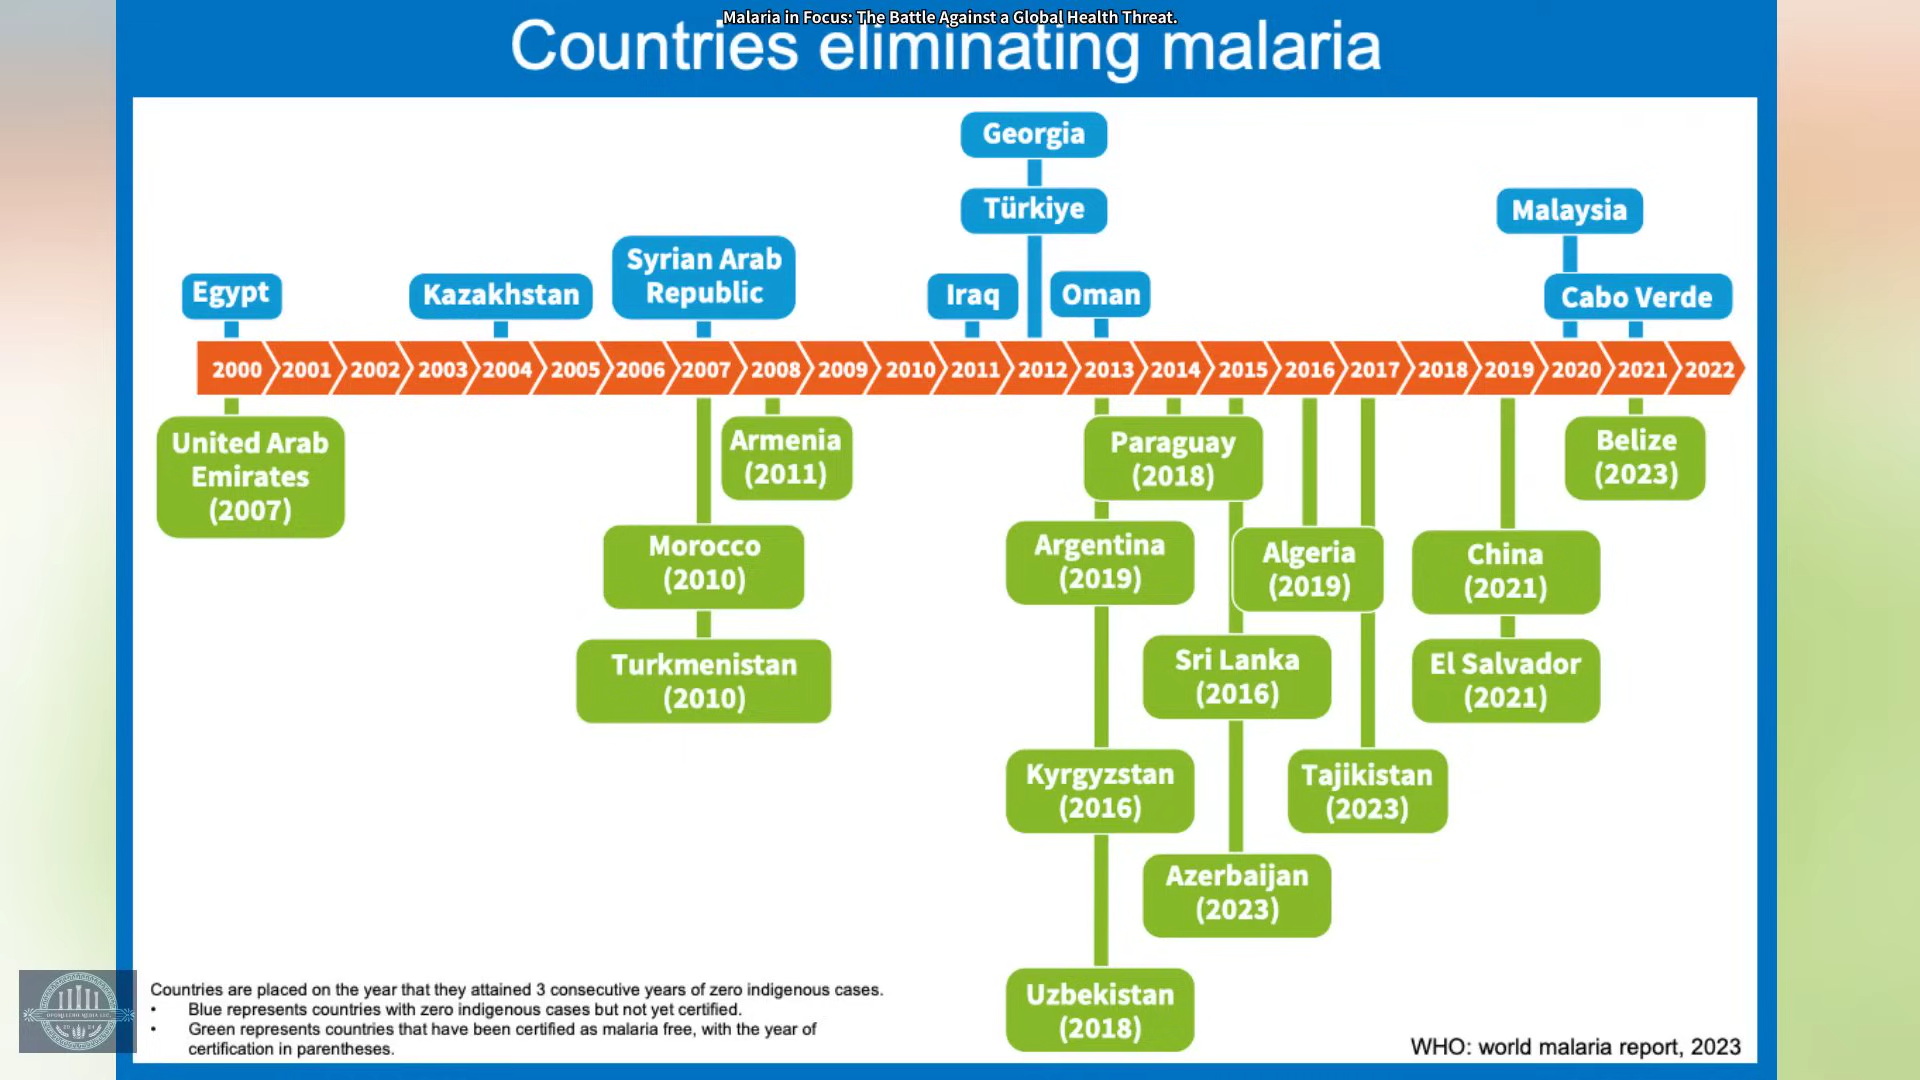 Malaria in Focus: The Battle Against a Global Health Threat.
Countries eliminating malaria
Georgia
Türkiye
Malaysia
Syrian Arab
Republic
Egypt
Kazakhstan
Iraq
Oman
Cabo Verde
2000 2001 2002 2003 2004 2005 2006 2007 2008 2009 2010 2011 2012 2013 2014 2015 2016 2017 2018 2019 2020 2021 2022
United Arab
Emirates
(2007)
Armenia
(2011)
Paraguay
(2018)
Belize
(2023)
Morocco
(2010)
Argentina
(2019)
Algeria
(2019)
China
(2021)
Turkmenistan
(2010)
Sri Lanka
(2016)
El Salvador
(2021)
Kyrgyzstan
(2016)
Tajikistan
(2023)
Azerbaijan
(2023)
Uzbekistan
(2018)
Countries are placed on the year that they attained 3 consecutive years of zero indigenous cases.
• Blue represents countries with zero indigenous cases but not yet certified.
• Green represents countries that have been certified as malaria free, with the year of
certification in parentheses.
WHO: world malaria report, 2023